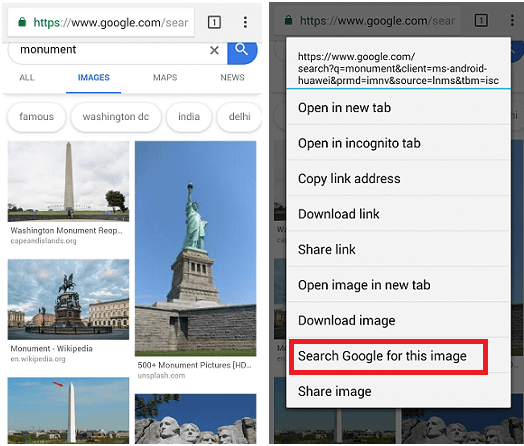 https://www.google.com/sear
1
monument
ALL
IMAGES
MAPS
NEWS
famous
washington dc
india
delhi
Washington Monument Reop...
capeandislands.org
Monument - Wikipedia
en.wikipedia.org
500+ Monument Pictures [HD...
unsplash.com
https://www.google.com/sear
1
https://www.google.com/
search?q=monument&client=ms-android-
huawei&prmd=imnv&source=lnms&tbm=isc
Open in new tab
Open in incognito tab
Copy link address
Download link
Share link
Open image in new tab
Download image
Search Google for this image
Share image